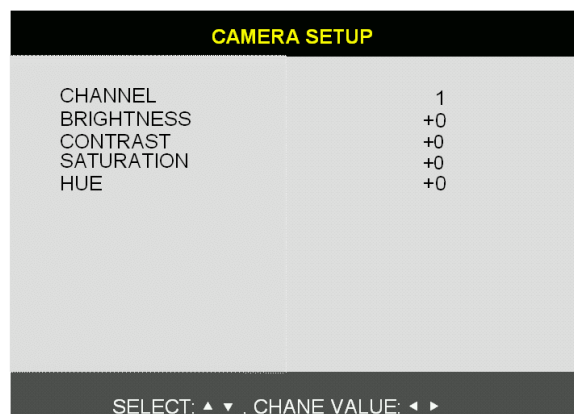 CAMERA SETUP
CHANNEL 1
BRIGHTNESS +0
CONTRAST +0
SATURATION +0
HUE +0
SELECT: ▲ ▼ , CHANE VALUE: ◄ ►